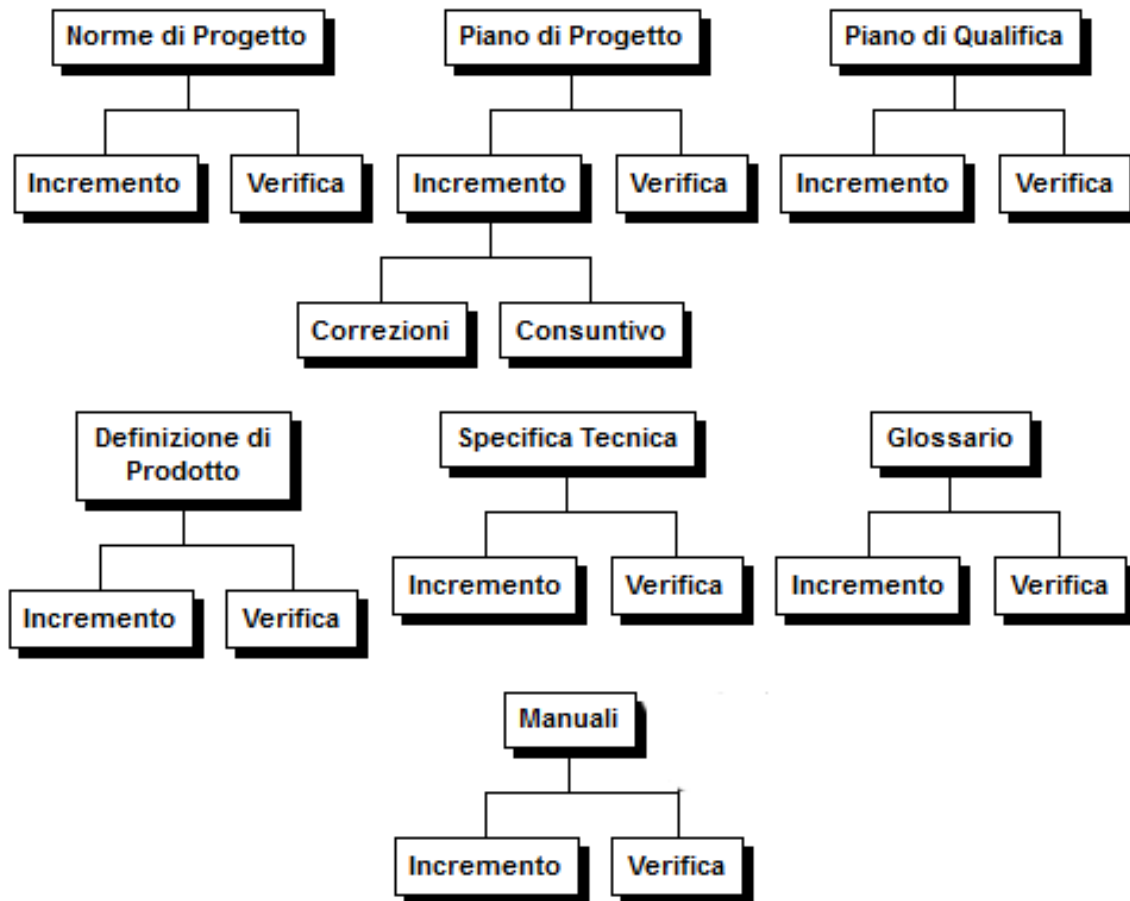 Norme di Progetto
Piano di Progetto
Piano di Qualifica
Incremento
Verifica
Incremento
Verifica
Incremento
Verifica
Correzioni
Consuntivo
Definizione di
Prodotto
Specifica Tecnica
Glossario
Incremento
Verifica
Incremento
Verifica
Incremento
Verifica
Manuali
Incremento
Verifica